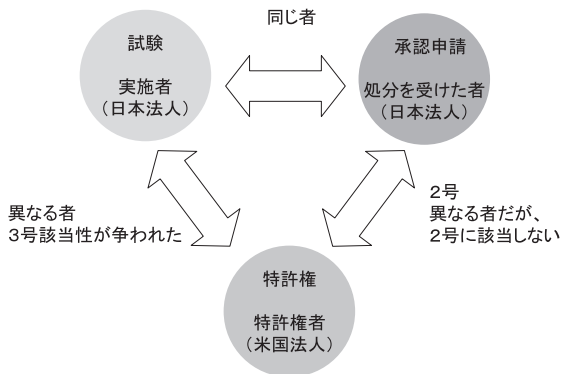 同じ者
試験
実施者
（日本法人）
承認申請
処分を受けた者
（日本法人）
異なる者
３号該当性が争われた
２号
異なる者だが、
２号に該当しない
特許権
特許権者
（米国法人）